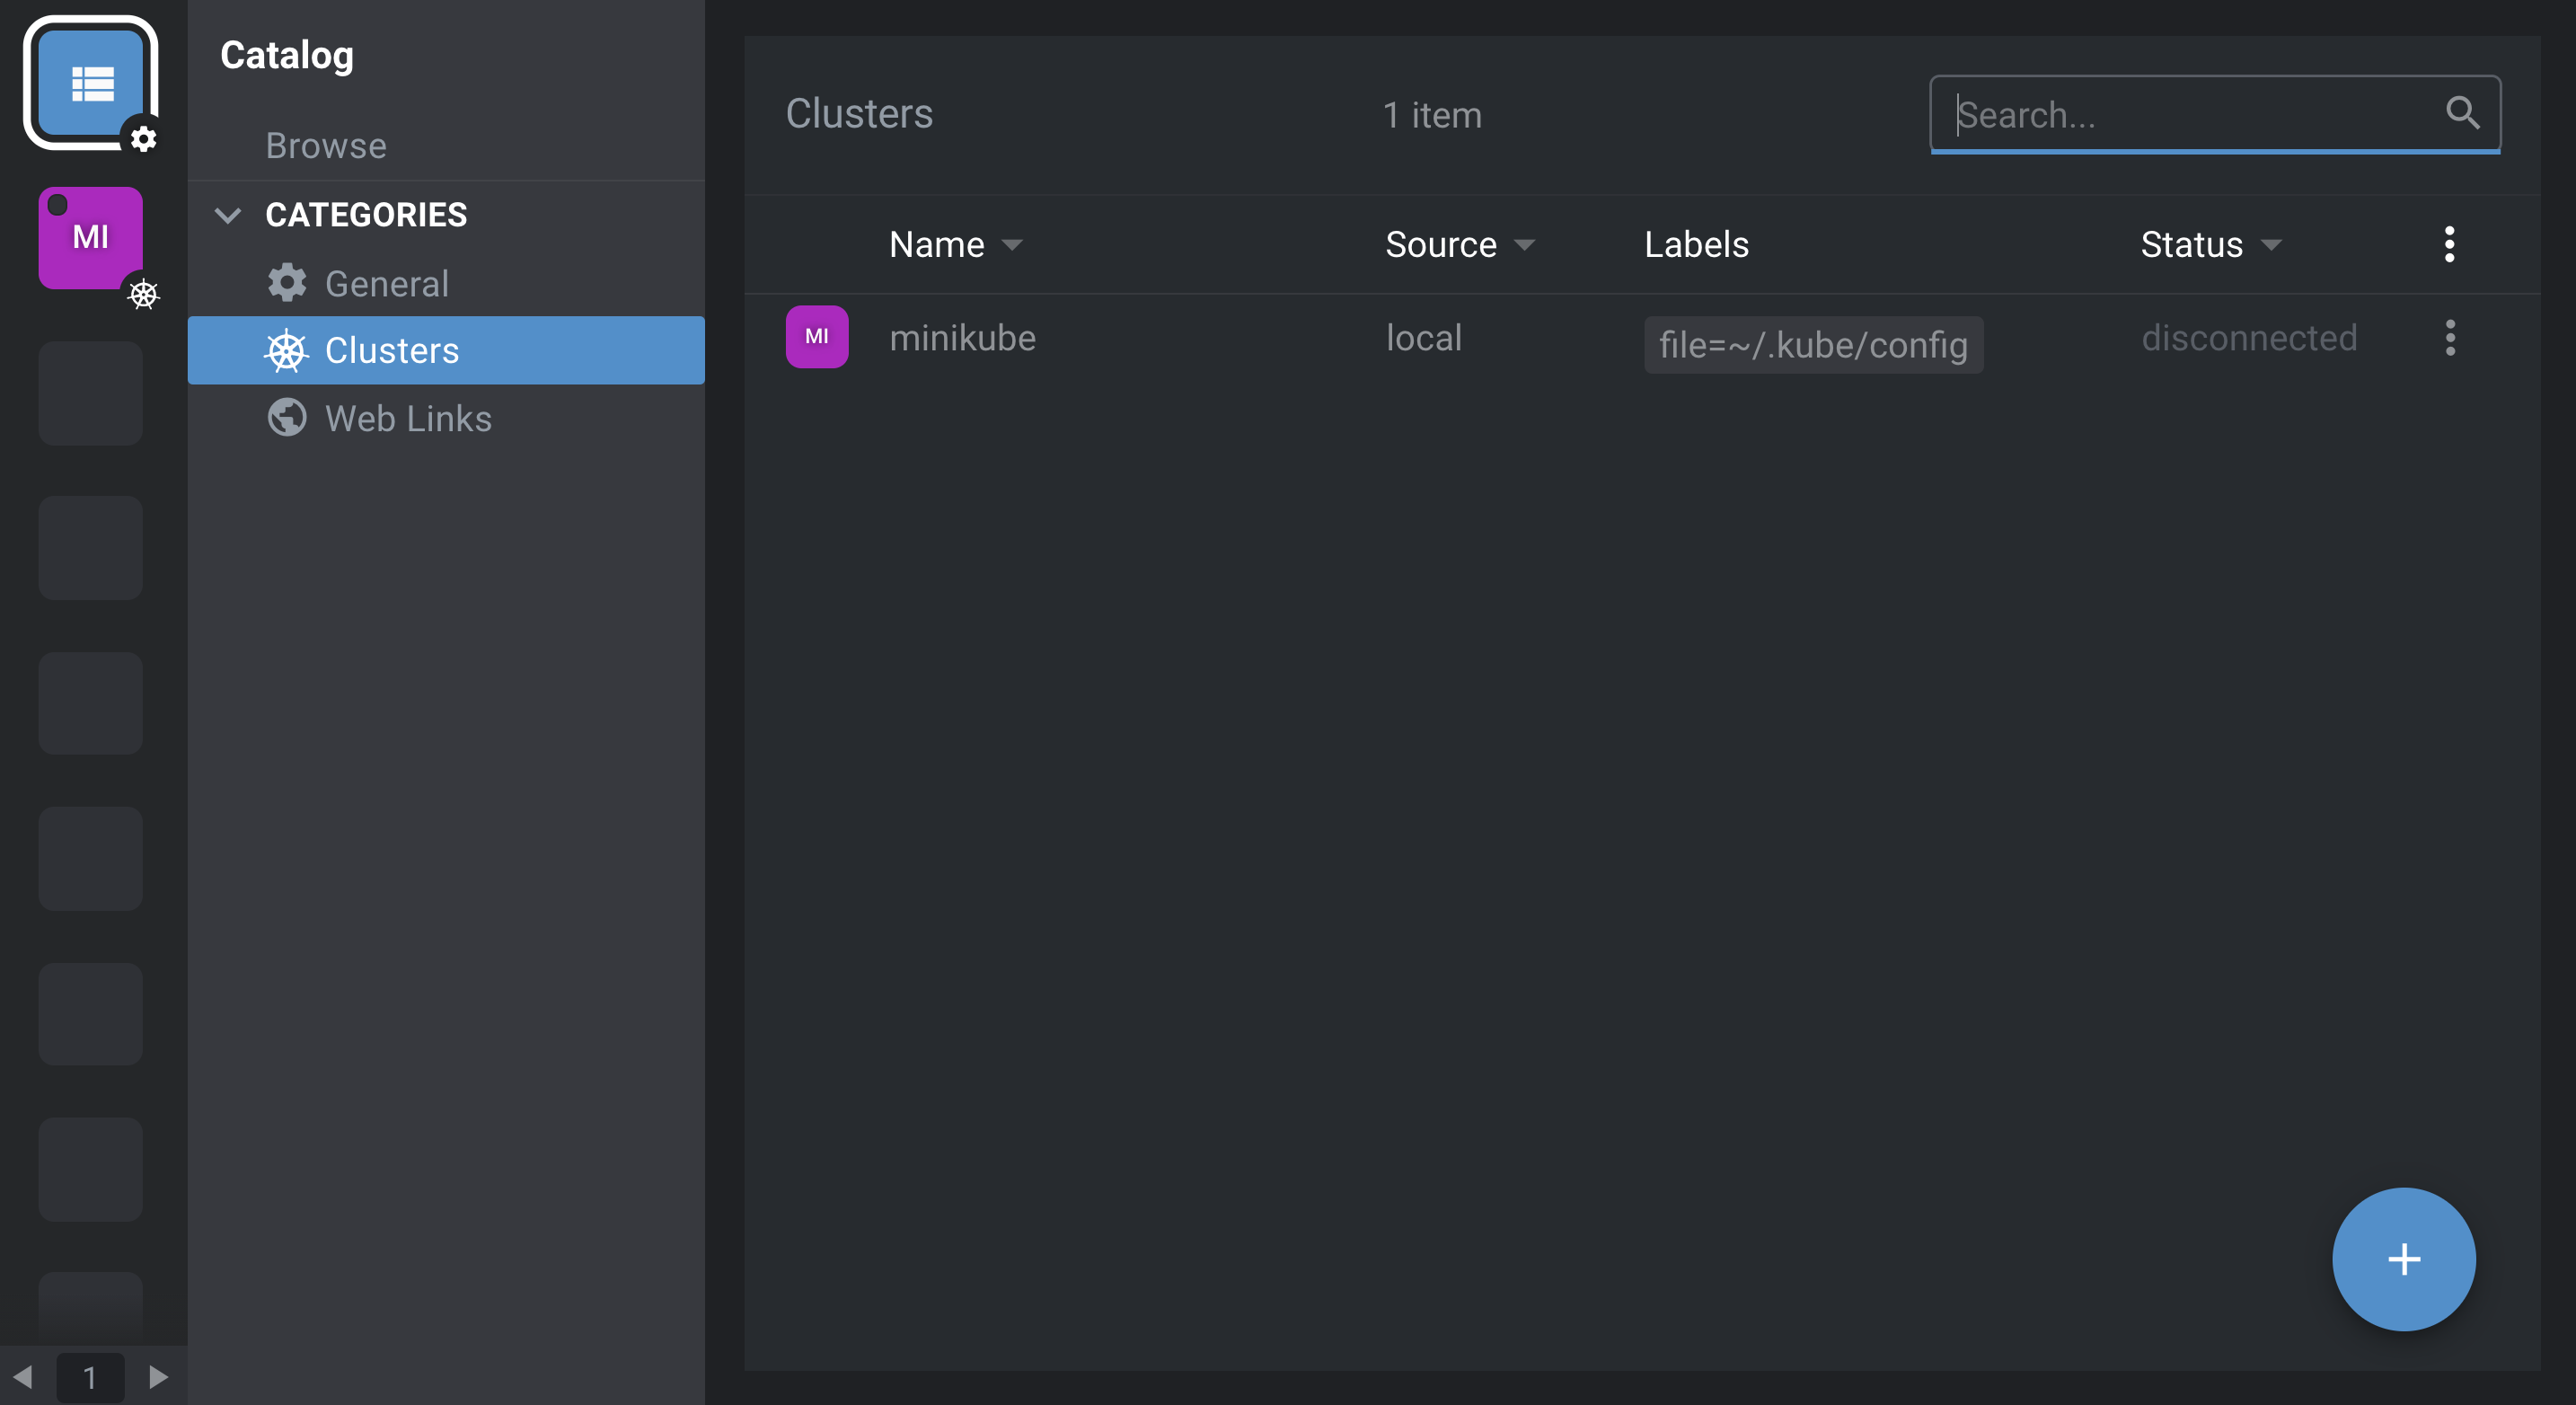 Catalog
Browse
CATEGORIES
General
Clusters
Web Links
MI
1
Clusters 1 item Search...
Name Source Labels Status
MI minikube local file=~/.kube/config disconnected
+